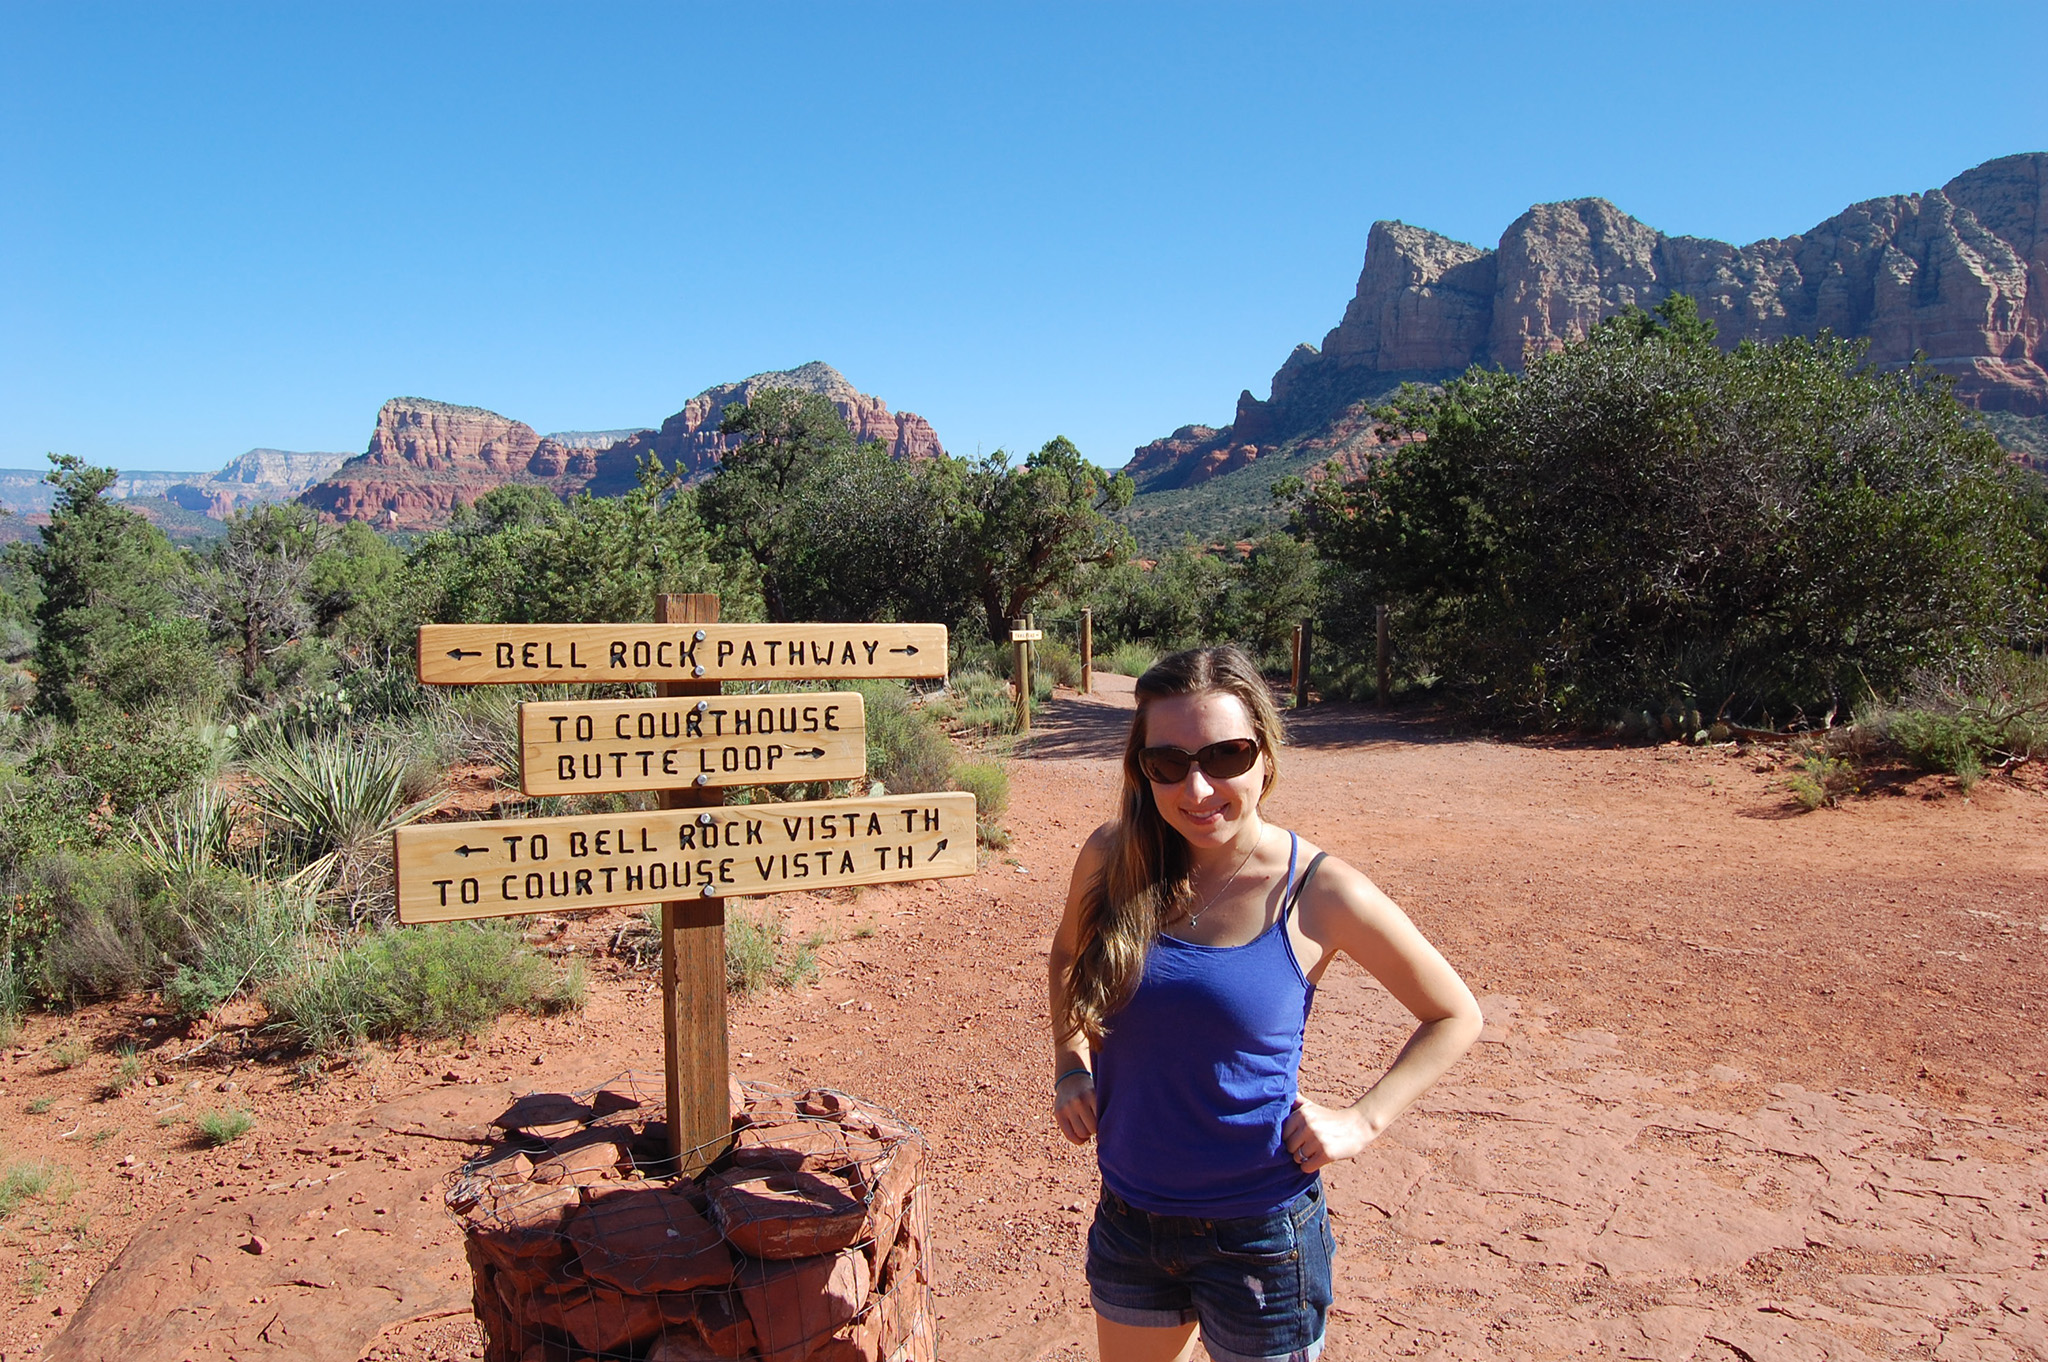 ← BELL ROCK PATHWAY →
TO COURTHOUSE
BUTTE LOOP →
← TO BELL ROCK VISTA TH
TO COURTHOUSE VISTA TH ↗